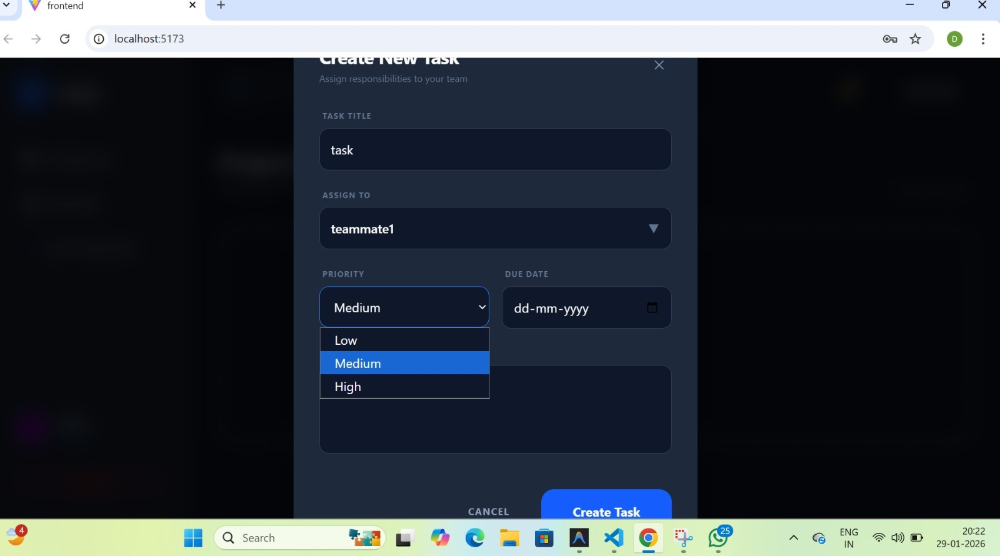 frontend
localhost:5173
D
Create New Task
Assign responsibilities to your team
TASK TITLE
task
ASSIGN TO
teammate1
PRIORITY
DUE DATE
Medium
dd-mm-yyyy
Low
Medium
High
CANCEL
Create Task
4
Search
25
ENG
IN
20:22
29-01-2026